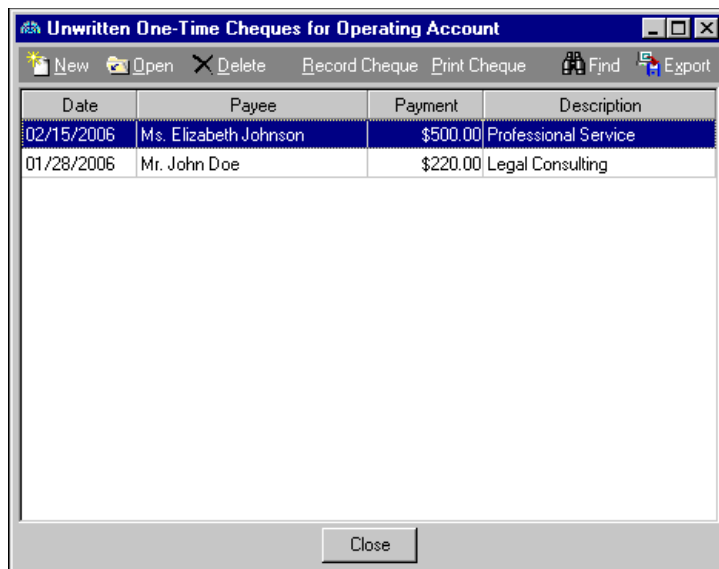 Unwritten One-Time Cheques for Operating Account
New Open Delete Record Cheque Print Cheque Find Export
Date Payee Payment Description
02/15/2006 Ms. Elizabeth Johnson $500.00 Professional Service
01/28/2006 Mr. John Doe $220.00 Legal Consulting
Close